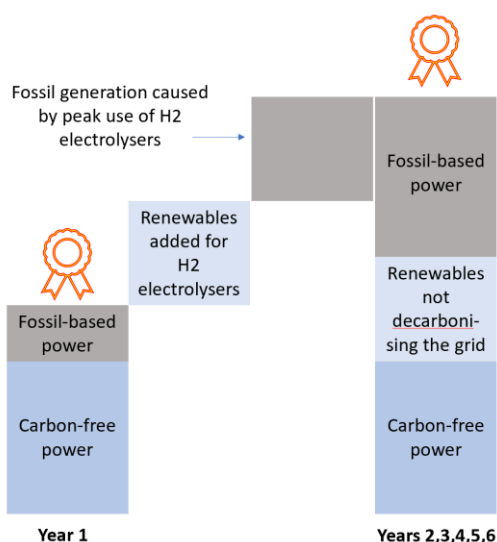 Fossil generation caused
by peak use of H2
electrolysers
Fossil-based
power
Renewables
added for
H2
electrolysers
Renewables
not
decarboni-
sing the grid
Fossil-based
power
Carbon-free
power
Carbon-free
power
Year 1
Years 2,3,4,5,6